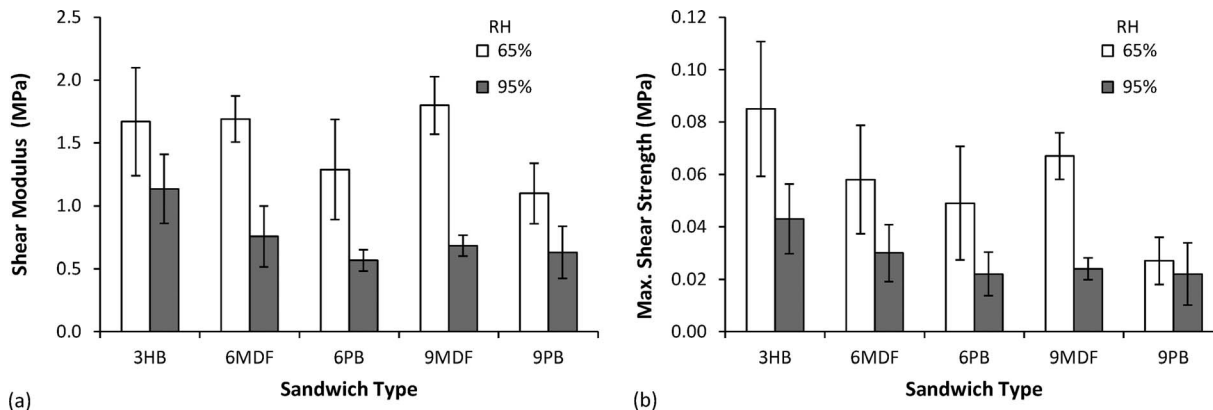 2.5
2.0
1.5
1.0
0.5
0.0
Shear Modulus (MPa)
RH
65%
95%
3HB 6MDF 6PB 9MDF 9PB
Sandwich Type
(a)
0.12
0.10
0.08
0.06
0.04
0.02
0.00
Max. Shear Strength (MPa)
RH
65%
95%
3HB 6MDF 6PB 9MDF 9PB
Sandwich Type
(b)